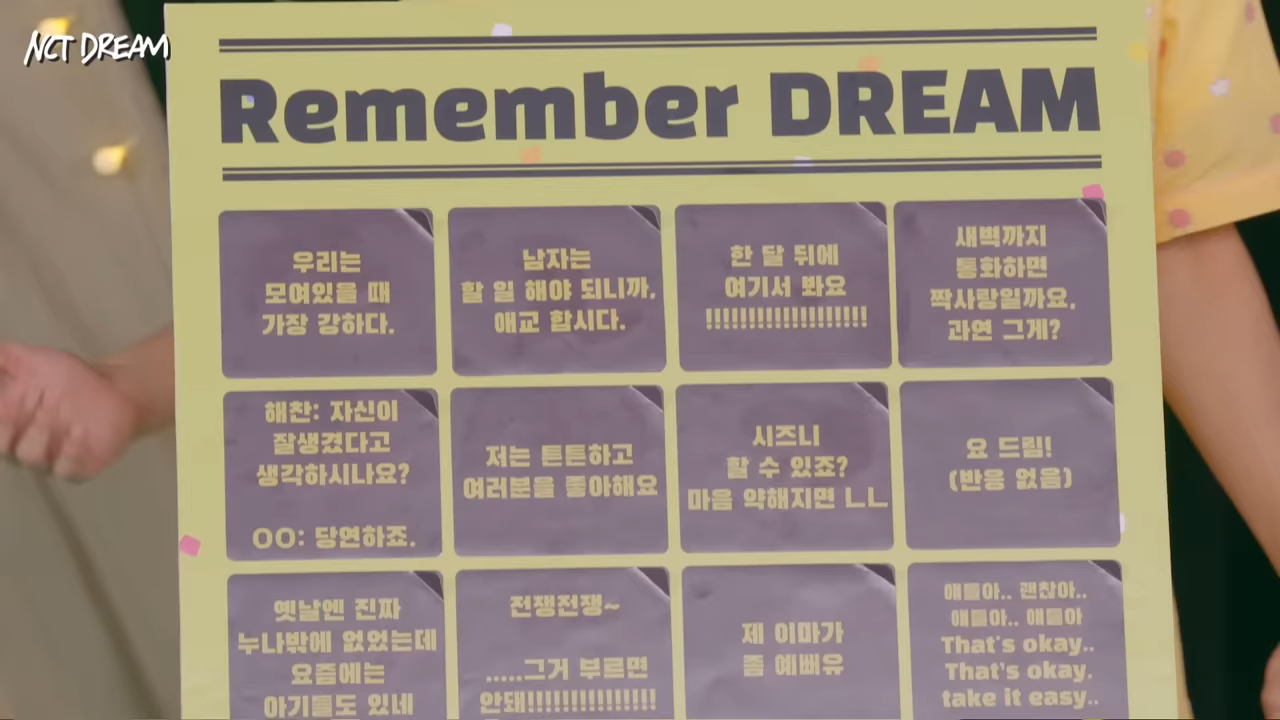 NCT DREAM
Remember DREAM
우리는
모여있을 때
가장 강하다.
남자는
할 일 해야 되니까,
애교 합시다.
한 달 뒤에
여기서 봐요
!!!!!!!!!!!!!!!!!!!
새벽까지
통화하면
짝사랑일까요,
과연 그게?
해찬: 자신이
잘생겼다고
생각하시나요?
OO: 당연하죠.
저는 튼튼하고
여러분을 좋아해요
시즈니
할 수 있죠?
마음 약해지면 ㄴㄴ
요 드림!
(반응 없음)
옛날엔 진짜
누나밖에 없었는데
요즘에는
아기들도 있네
전쟁전쟁~
.....그거 부르면
안돼!!!!!!!!!!!!!!!
제 이마가
좀 예뻐유
얘들아.. 괜찮아..
얘들아.. 얘들아
That's okay..
That's okay.
take it easy..